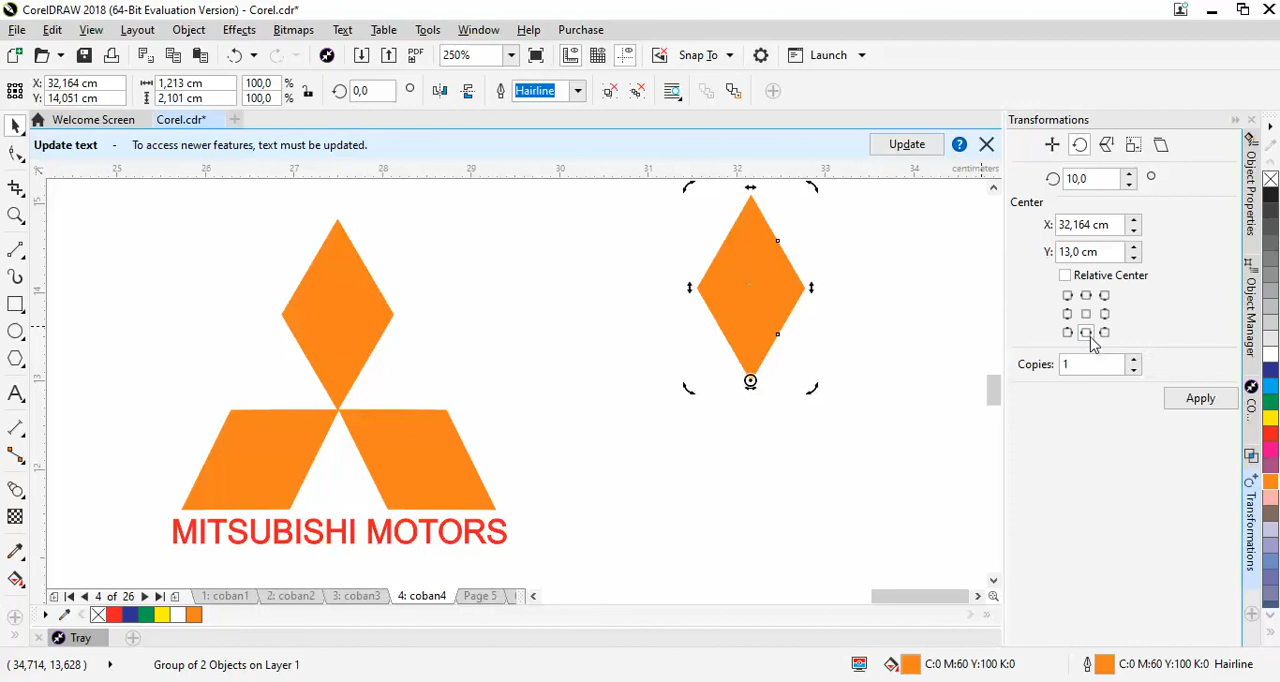 CorelDRAW 2018 (64-Bit Evaluation Version) - Corel.cdr*
File Edit View Layout Object Effects Bitmaps Text Table Tools Window Help Purchase
PDF 250% Snap To Launch
X: 32,164 cm 1,213 cm 100,0 % 0,0 ° Hairline
Y: 14,051 cm 2,101 cm 100,0 %
Welcome Screen Corel.cdr*
Update text - To access newer features, text must be updated. Update
25 26 27 28 29 30 31 32 33 34 centimeters
15
14
13
12
MITSUBISHI MOTORS
Transformations
10,0 °
Center
X: 32,164 cm
Y: 13,0 cm
Relative Center
Copies: 1
Apply
Object Properties
Object Manager
CO...
Transformations
4 of 26 1: coban1 2: coban2 3: coban3 4: coban4 Page 5
Tray
( 34,714, 13,628 ) Group of 2 Objects on Layer 1 C:0 M:60 Y:100 K:0 C:0 M:60 Y:100 K:0 Hairline